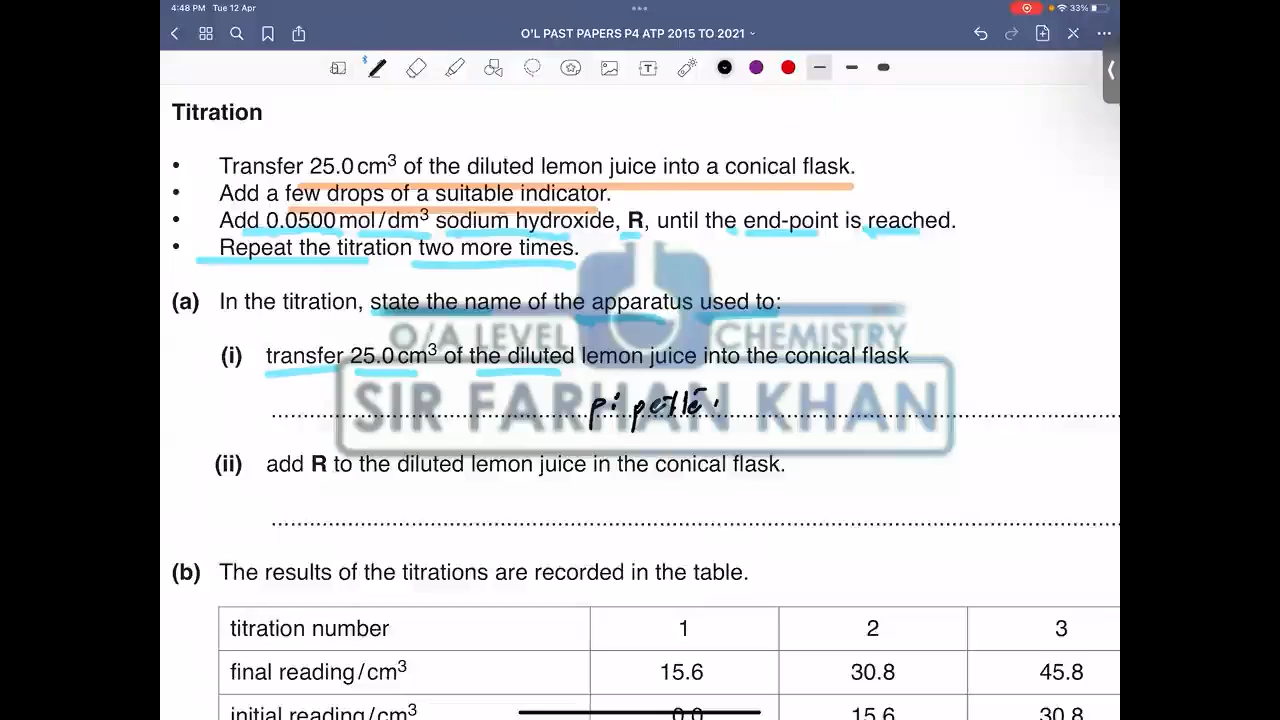 4:48 PM Tue 12 Apr
33%
O'L PAST PAPERS P4 ATP 2015 TO 2021
Titration
• Transfer 25.0 cm³ of the diluted lemon juice into a conical flask.
• Add a few drops of a suitable indicator.
• Add 0.0500 mol/dm³ sodium hydroxide, R, until the end-point is reached.
• Repeat the titration two more times.
(a) In the titration, state the name of the apparatus used to:
O/A LEVEL CHEMISTRY
(i) transfer 25.0 cm³ of the diluted lemon juice into the conical flask
SIR FARHAN KHAN
pipette.
(ii) add R to the diluted lemon juice in the conical flask.
(b) The results of the titrations are recorded in the table.
titration number 1 2 3
final reading/cm³ 15.6 30.8 45.8
initial reading/cm³ 0.0 15.6 30.8